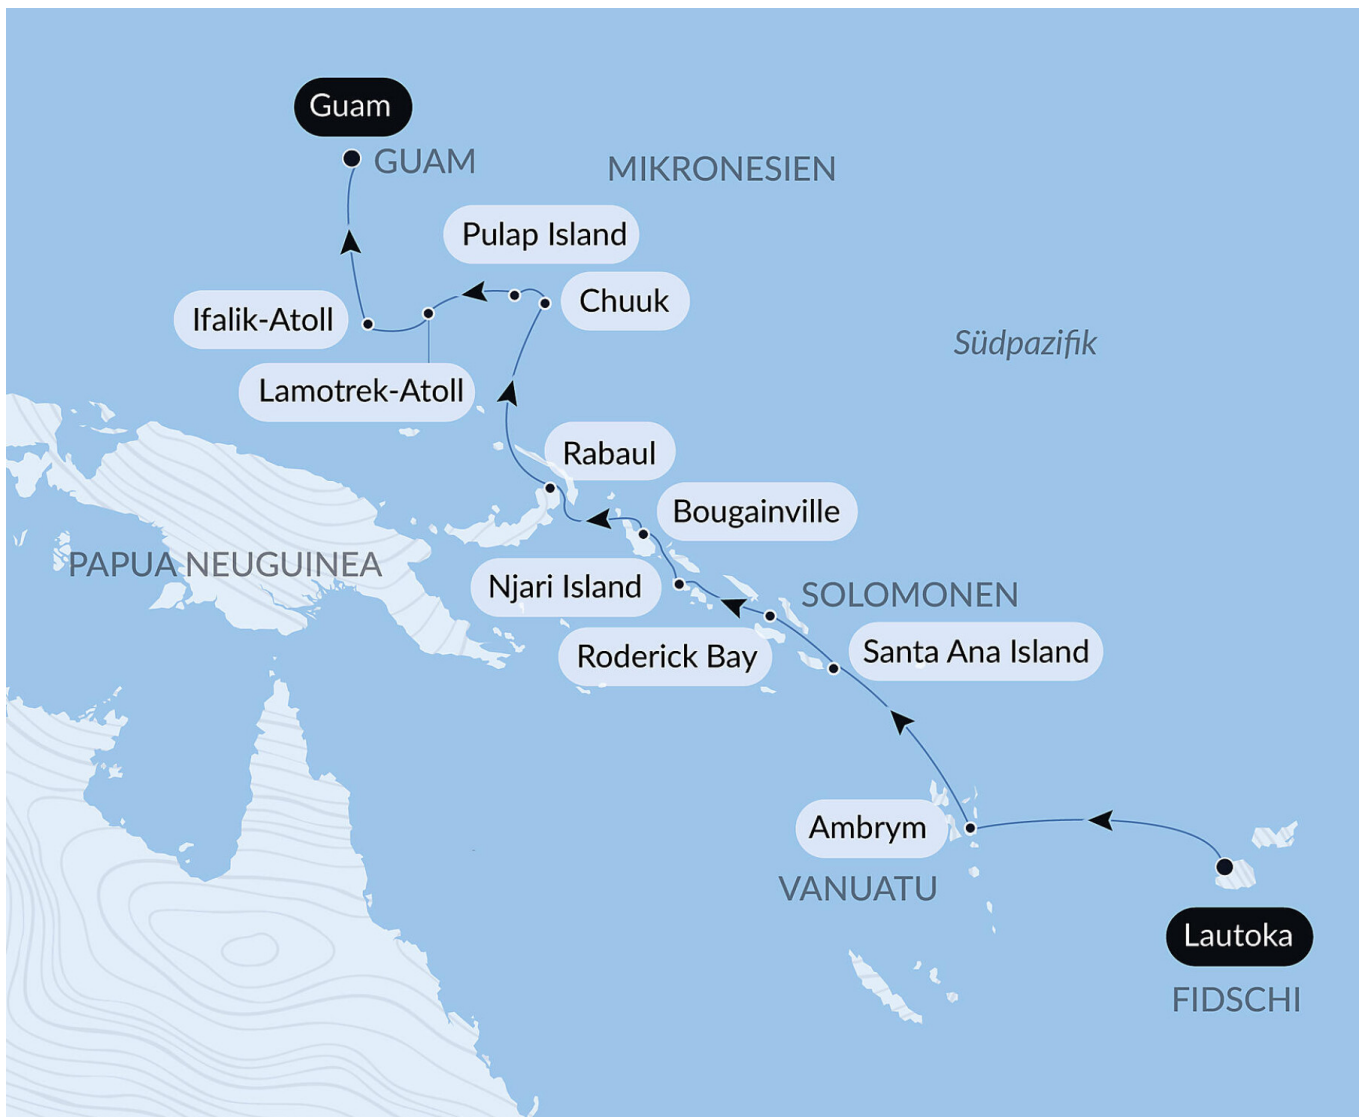 Guam
GUAM
MIKRONESIEN
Pulap Island
Chuuk
Ifalik-Atoll
Südpazifik
Lamotrek-Atoll
Rabaul
Bougainville
PAPUA NEUGUINEA
Njari Island
SOLOMONEN
Roderick Bay
Santa Ana Island
Ambrym
VANUATU
Lautoka
FIDSCHI